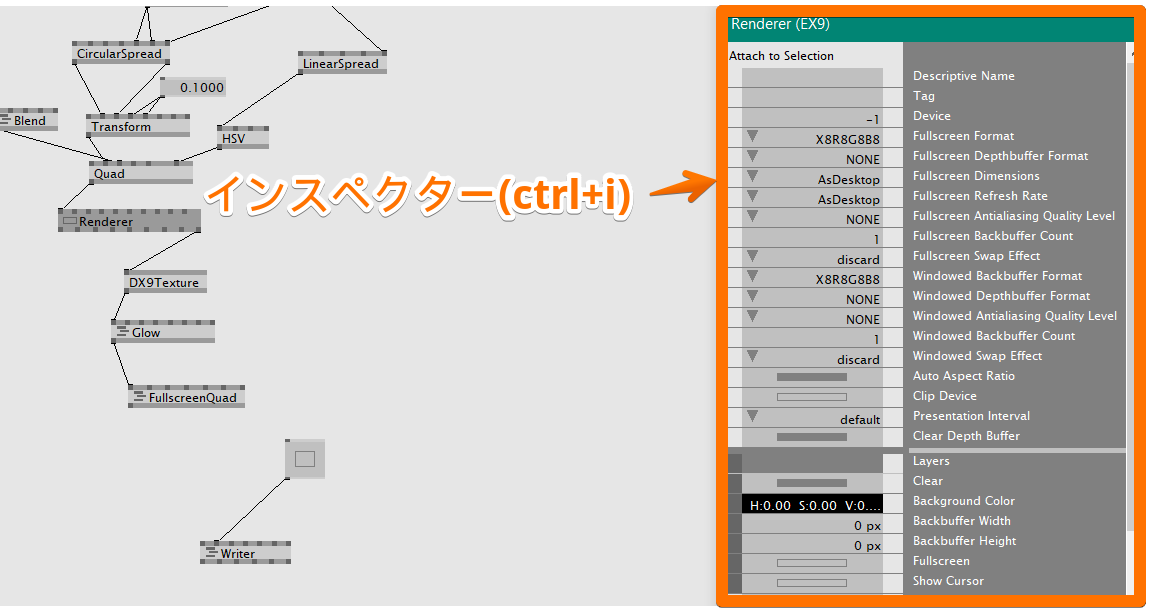 CircularSpread
LinearSpread
0.1000
Blend
Transform
HSV
Quad
インスペクター(ctrl+i)
Renderer
DX9Texture
Glow
FullscreenQuad
Writer
Renderer (EX9)
Attach to Selection
Descriptive Name
Tag
-1 Device
X8R8G8B8 Fullscreen Format
NONE Fullscreen Depthbuffer Format
AsDesktop Fullscreen Dimensions
AsDesktop Fullscreen Refresh Rate
NONE Fullscreen Antialiasing Quality Level
1 Fullscreen Backbuffer Count
discard Fullscreen Swap Effect
X8R8G8B8 Windowed Backbuffer Format
NONE Windowed Depthbuffer Format
NONE Windowed Antialiasing Quality Level
1 Windowed Backbuffer Count
discard Windowed Swap Effect
Auto Aspect Ratio
Clip Device
default Presentation Interval
Clear Depth Buffer
Layers
Clear
H:0.00 S:0.00 V:0.... Background Color
0 px Backbuffer Width
0 px Backbuffer Height
Fullscreen
Show Cursor